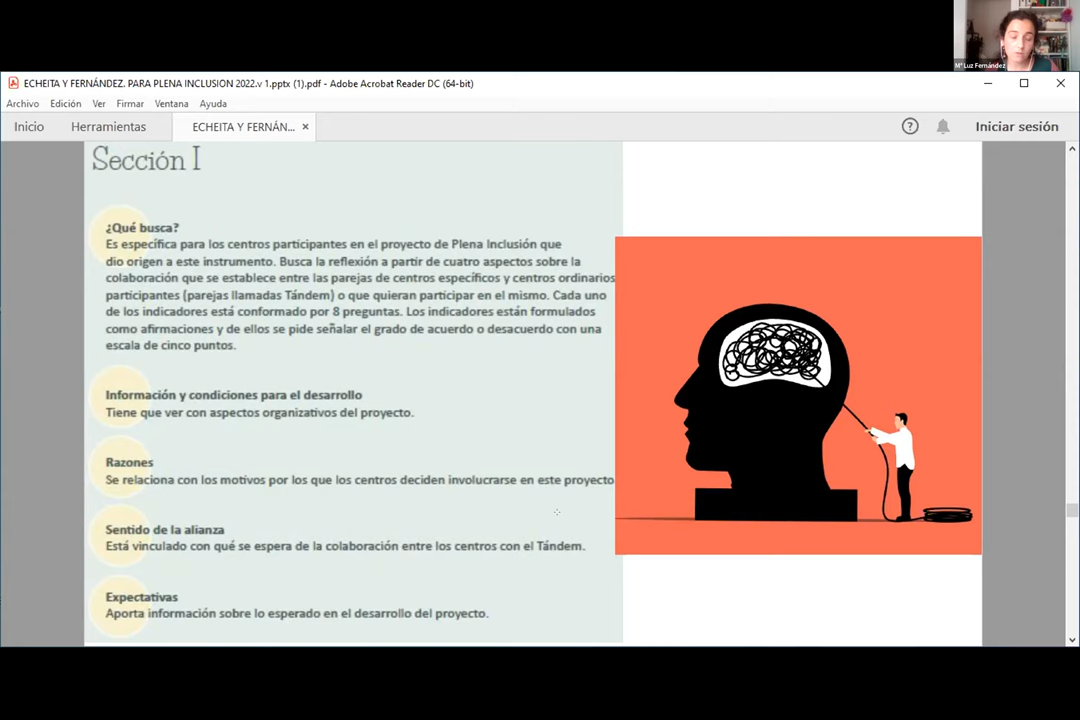 Mª Luz Fernández
ECHEITA Y FERNÁNDEZ. PARA PLENA INCLUSION 2022.v 1.pptx (1).pdf - Adobe Acrobat Reader DC (64-bit)
Archivo Edición Ver Firmar Ventana Ayuda
Inicio Herramientas ECHEITA Y FERNÁN... × Iniciar sesión
Sección I
¿Qué busca?
Es específica para los centros participantes en el proyecto de Plena Inclusión que
dio origen a este instrumento. Busca la reflexión a partir de cuatro aspectos sobre la
colaboración que se establece entre las parejas de centros específicos y centros ordinarios
participantes (parejas llamadas Tándem) o que quieran participar en el mismo. Cada uno
de los indicadores está conformado por 8 preguntas. Los indicadores están formulados
como afirmaciones y de ellos se pide señalar el grado de acuerdo o desacuerdo con una
escala de cinco puntos.
Información y condiciones para el desarrollo
Tiene que ver con aspectos organizativos del proyecto.
Razones
Se relaciona con los motivos por los que los centros deciden involucrarse en este proyecto
Sentido de la alianza
Está vinculado con qué se espera de la colaboración entre los centros con el Tándem.
Expectativas
Aporta información sobre lo esperado en el desarrollo del proyecto.